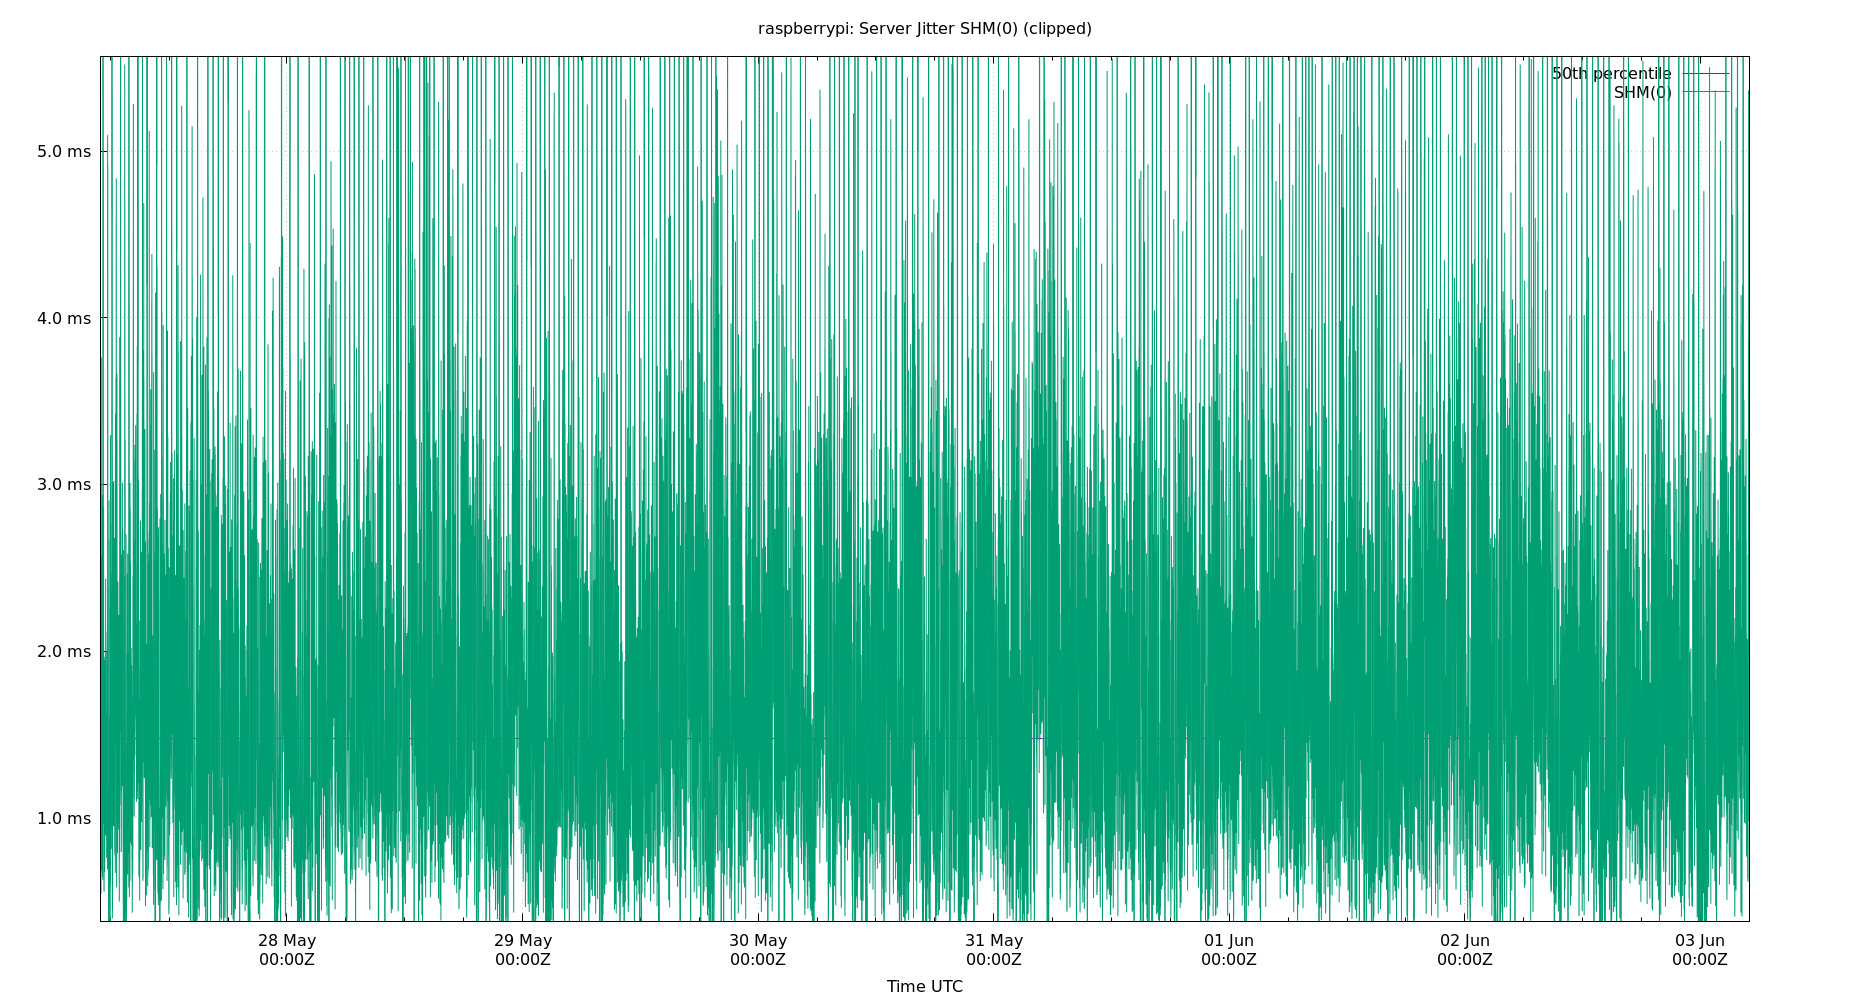 raspberrypi: Server Jitter SHM(0) (clipped)
50th percentile
SHM(0)
5.0 ms
4.0 ms
3.0 ms
2.0 ms
1.0 ms
28 May
00:00Z
29 May
00:00Z
30 May
00:00Z
31 May
00:00Z
01 Jun
00:00Z
02 Jun
00:00Z
03 Jun
00:00Z
Time UTC